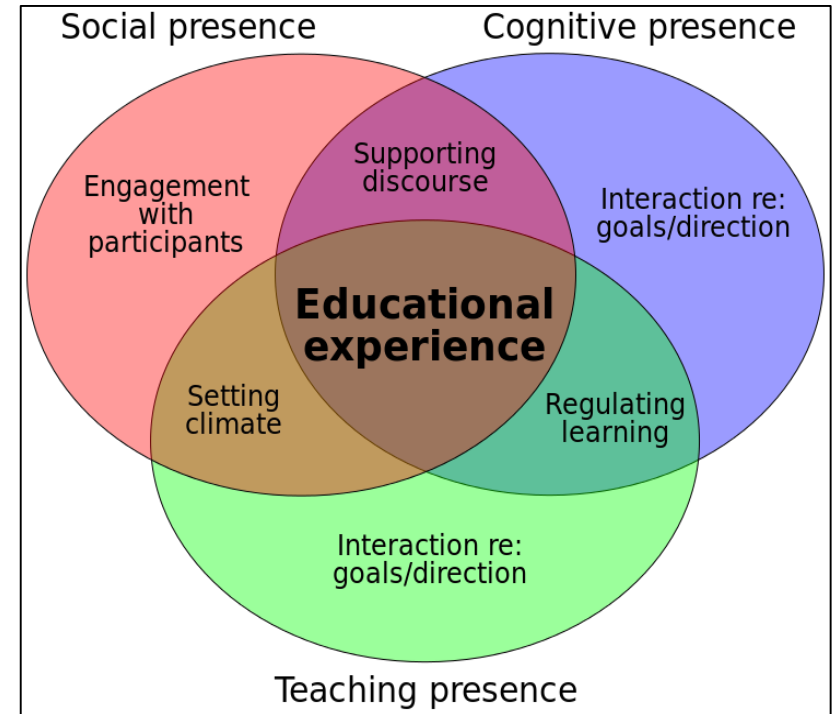 Social presence
Cognitive presence
Supporting
discourse
Engagement
with
participants
Interaction re:
goals/direction
Educational
experience
Setting
climate
Regulating
learning
Interaction re:
goals/direction
Teaching presence